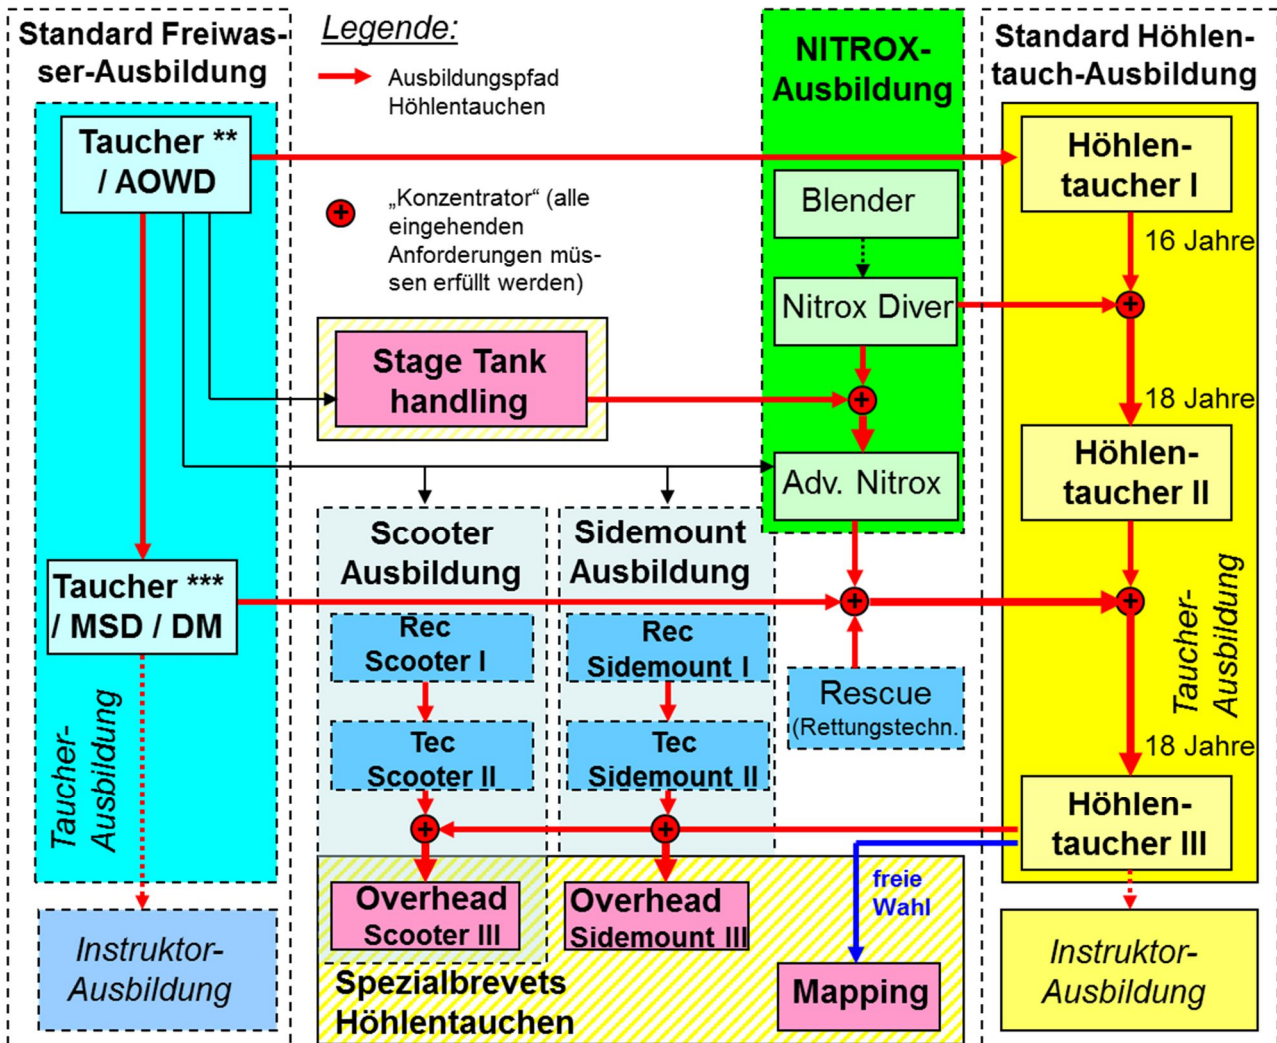 Standard Freiwas-
ser-Ausbildung
Taucher **
/ AOWD
Taucher ***
/ MSD / DM
Taucher-
Ausbildung
Instruktor-
Ausbildung
Legende:
Ausbildungspfad
Höhlentauchen
+
„Konzentrator“ (alle
eingehenden
Anforderungen müs-
sen erfüllt werden)
Stage Tank
handling
Scooter
Ausbildung
Rec
Scooter I
Tec
Scooter II
+
Overhead
Scooter III
Sidemount
Ausbildung
Rec
Sidemount I
Tec
Sidemount II
+
Overhead
Sidemount III
Spezialbrevets
Höhlentauchen
NITROX-
Ausbildung
Blender
Nitrox Diver
+
Adv. Nitrox
+
Rescue
(Rettungstechn.
freie
Wahl
Mapping
Standard Höhlen-
tauch-Ausbildung
Höhlen-
taucher I
16 Jahre
+
18 Jahre
Höhlen-
taucher II
+
Taucher-
Ausbildung
18 Jahre
Höhlen-
taucher III
Instruktor-
Ausbildung